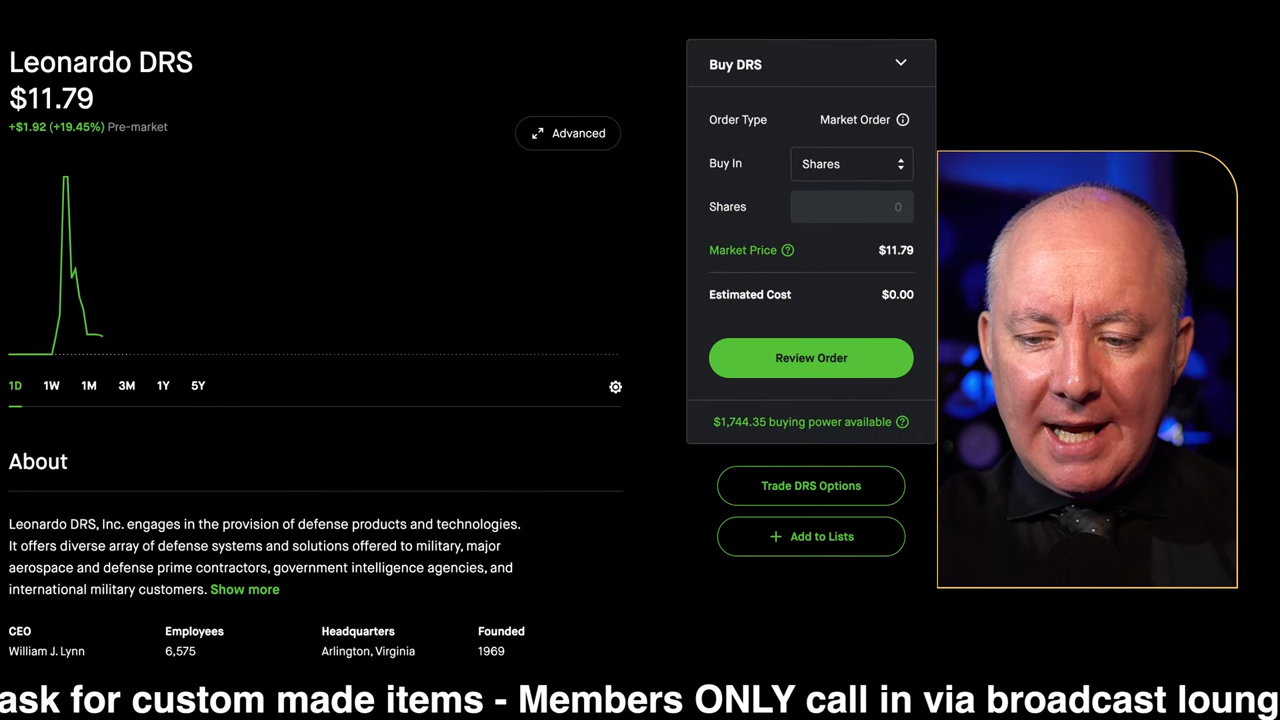 Leonardo DRS
$11.79
+$1.92 (+19.45%) Pre-market
Advanced
1D 1W 1M 3M 1Y 5Y
About
Leonardo DRS, Inc. engages in the provision of defense products and technologies.
It offers diverse array of defense systems and solutions offered to military, major
aerospace and defense prime contractors, government intelligence agencies, and
international military customers. Show more
CEO Employees Headquarters Founded
William J. Lynn 6,575 Arlington, Virginia 1969
Buy DRS
Order Type Market Order
Buy In Shares
Shares 0
Market Price $11.79
Estimated Cost $0.00
Review Order
$1,744.35 buying power available
Trade DRS Options
+ Add to Lists
ask for custom made items - Members ONLY call in via broadcast loung